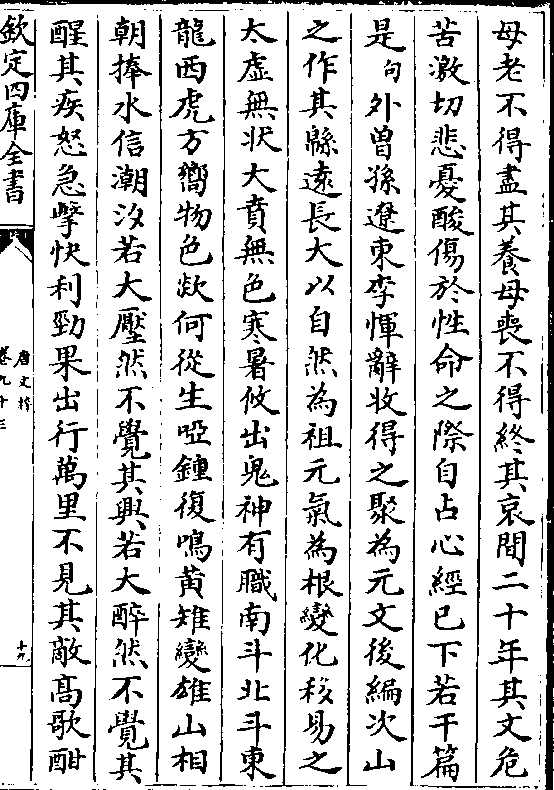 母老不得盡其養母喪不得終其哀間二十年其文危
苦激切悲憂酸傷於性命之際自占心經已下若干篇
是句外曾孫遼東李惲辭收得之聚為元文後編次山
之作其緜遠長大以自然為祖元氣為根變化移易之
太虛無狀大賁無色寒暑攸出鬼神有職南斗北斗東
龍西虎方嚮物色歘何從生啞鍾復鳴黃雉變雄山相
朝捧水信潮汐若大壓然不覺其興若大醉然不覺其
醒其疾怒急擊快利勁果出行萬里不見其敵髙歌酣
欽定四庫全書
唐文粹
卷九十三
十九